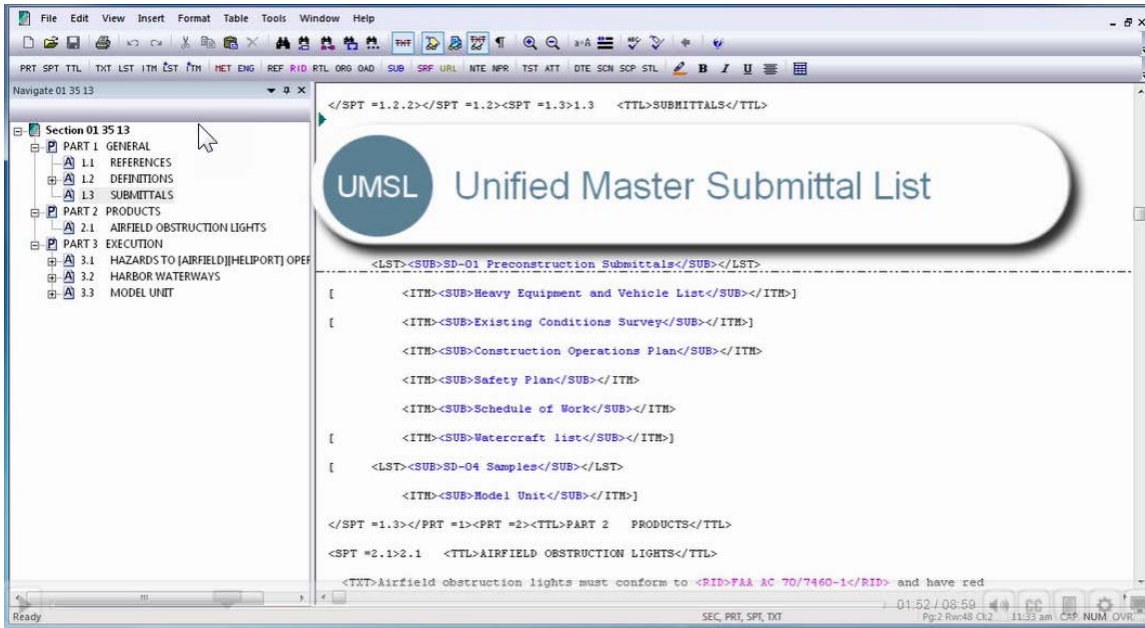 File Edit View Insert Format Table Tools Window Help
PRT SPT TTL TXT LST ITM LST ITM MET ENG REF RID RTL ORG OAD SUB SRF URL NTE NPR TST ATT DTE SCN SCP STL B I U
Navigate 01 35 13
Section 01 35 13
PART 1 GENERAL
1.1 REFERENCES
1.2 DEFINITIONS
1.3 SUBMITTALS
PART 2 PRODUCTS
2.1 AIRFIELD OBSTRUCTION LIGHTS
PART 3 EXECUTION
3.1 HAZARDS TO [AIRFIELD][HELIPORT] OPER
3.2 HARBOR WATERWAYS
3.3 MODEL UNIT
</SPT =1.2.2></SPT =1.2><SPT =1.3>1.3 <TTL>SUBMITTALS</TTL>
UMSL Unified Master Submittal List
<LST><SUB>SD-01 Preconstruction Submittals</SUB></LST>
[ <ITM><SUB>Heavy Equipment and Vehicle List</SUB></ITM>]
[ <ITM><SUB>Existing Conditions Survey</SUB></ITM>]
<ITM><SUB>Construction Operations Plan</SUB></ITM>
<ITM><SUB>Safety Plan</SUB></ITM>
<ITM><SUB>Schedule of Work</SUB></ITM>
[ <ITM><SUB>Watercraft list</SUB></ITM>]
[ <LST><SUB>SD-04 Samples</SUB></LST>
<ITM><SUB>Model Unit</SUB></ITM>]
</SPT =1.3></PRT =1><PRT =2><TTL>PART 2 PRODUCTS</TTL>
<SPT =2.1>2.1 <TTL>AIRFIELD OBSTRUCTION LIGHTS</TTL>
<TXT>Airfield obstruction lights must conform to <RID>FAA AC 70/7460-1</RID> and have red
01:52 / 08:59 CC
Ready SEC, PRT, SPT, TXT Pg:2 Rw:48 Cl:2 11:33 am CAP NUM OVR